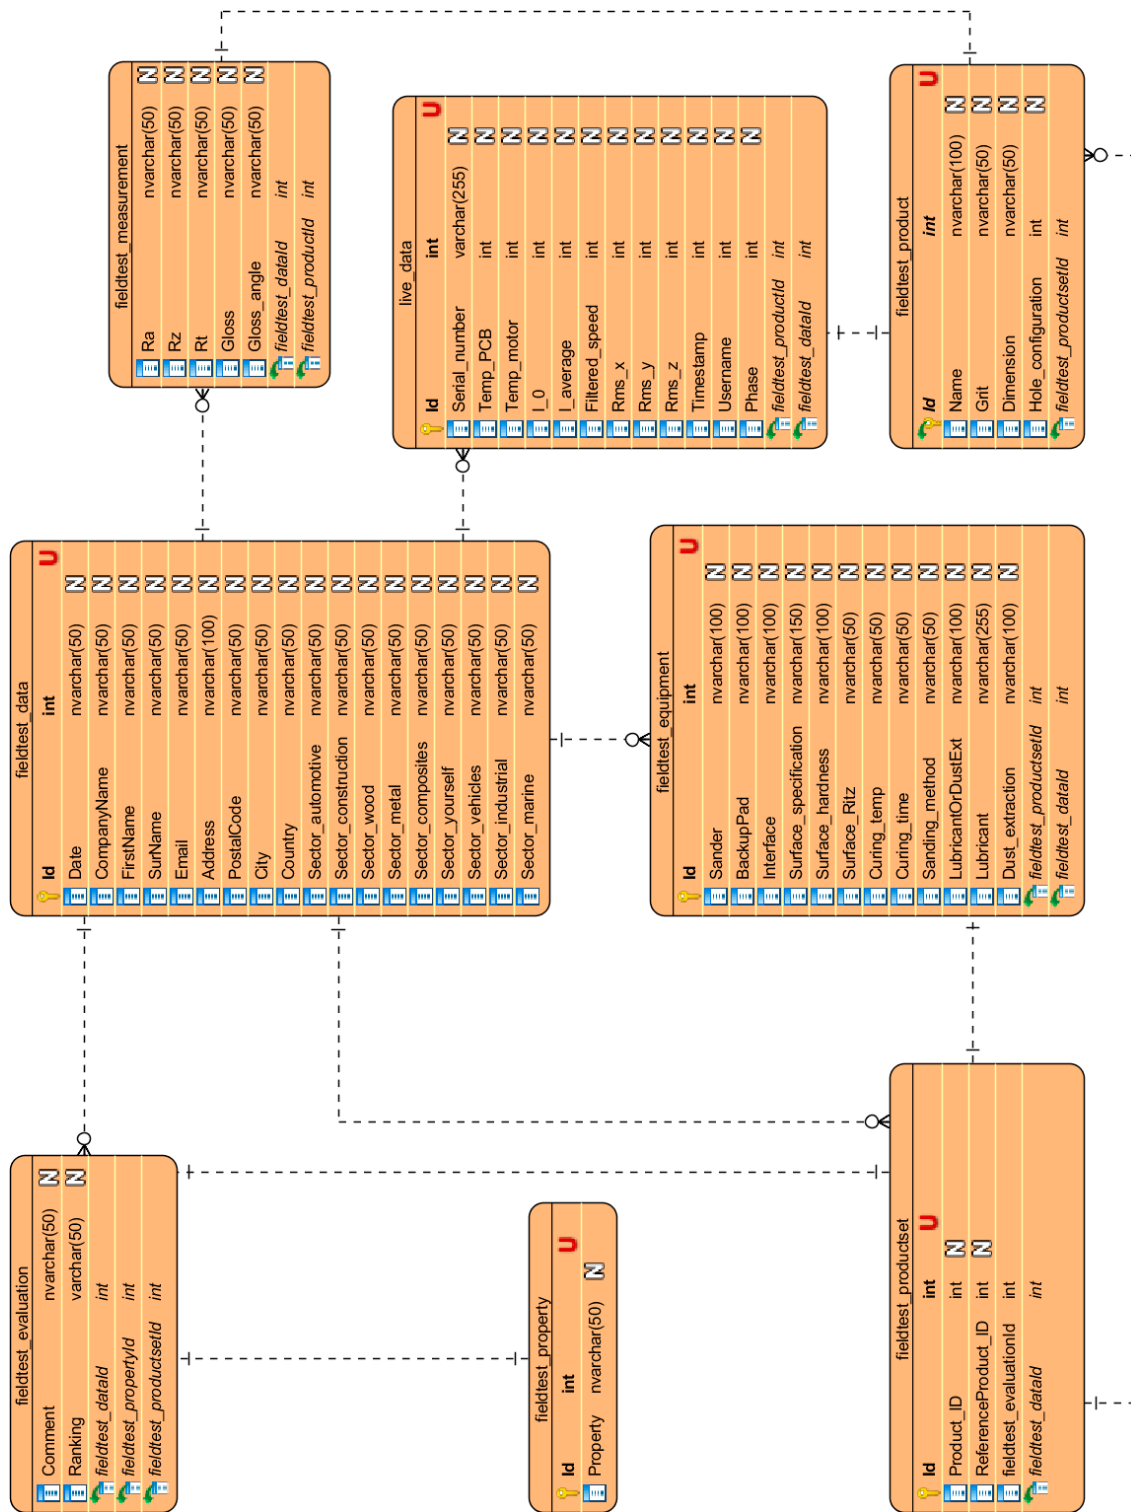 fieldtest_evaluation
Comment nvarchar(50) N
Ranking varchar(50) N
fieldtest_dataId int
fieldtest_propertyId int
fieldtest_productsetId int
fieldtest_data
Id int U
Date nvarchar(50) N
CompanyName nvarchar(50) N
FirstName nvarchar(50) N
SurName nvarchar(50) N
Email nvarchar(50) N
Address nvarchar(100) N
PostalCode nvarchar(50) N
City nvarchar(50) N
Country nvarchar(50) N
Sector_automotive nvarchar(50) N
Sector_construction nvarchar(50) N
Sector_wood nvarchar(50) N
Sector_metal nvarchar(50) N
Sector_composites nvarchar(50) N
Sector_yourself nvarchar(50) N
Sector_vehicles nvarchar(50) N
Sector_industrial nvarchar(50) N
Sector_marine nvarchar(50) N
fieldtest_measurement
Ra nvarchar(50) N
Rz nvarchar(50) N
Rt nvarchar(50) N
Gloss nvarchar(50) N
Gloss_angle nvarchar(50) N
fieldtest_dataId int
fieldtest_productId int
live_data
Id int U
Serial_number varchar(255) N
Temp_PCB int N
Temp_motor int N
I_0 int N
I_average int N
Filtered_speed int N
Rms_x int N
Rms_y int N
Rms_z int N
Timestamp int N
Username int N
Phase int N
fieldtest_productId int
fieldtest_dataId int
fieldtest_property
Id int U
Property nvarchar(50) N
fieldtest_equipment
Id int U
Sander nvarchar(100) N
BackupPad nvarchar(100) N
Interface nvarchar(100) N
Surface_specification nvarchar(150) N
Surface_hardness nvarchar(100) N
Surface_Ritz nvarchar(50) N
Curing_temp nvarchar(50) N
Curing_time nvarchar(50) N
Sanding_method nvarchar(50) N
LubricantOrDustExt nvarchar(100) N
Lubricant nvarchar(255) N
Dust_extraction nvarchar(100) N
fieldtest_productsetId int
fieldtest_dataId int
fieldtest_productset
Id int U
Product_ID int N
ReferenceProduct_ID int N
fieldtest_evaluationId int
fieldtest_dataId int
fieldtest_product
Id int U
Name nvarchar(100) N
Grit nvarchar(50) N
Dimension nvarchar(50) N
Hole_configuration int N
fieldtest_productsetId int